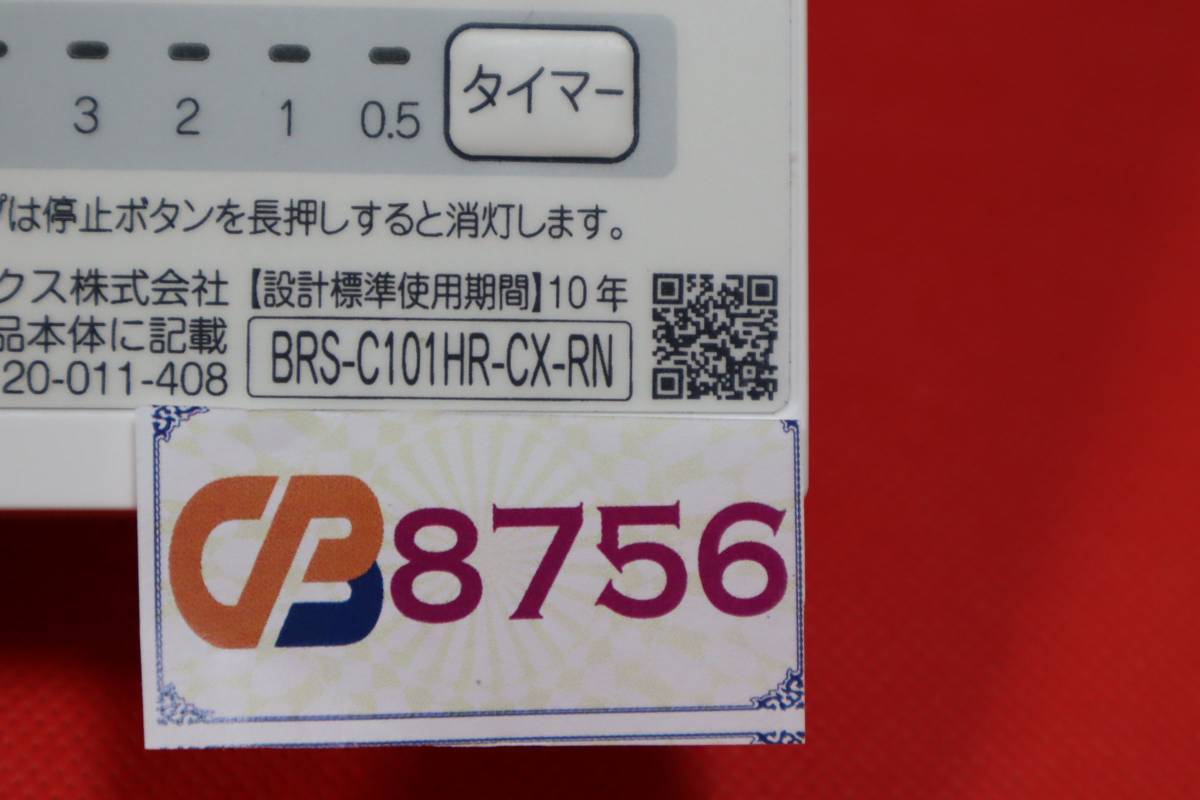 3 2 1 0.5 タイマー
は停止ボタンを長押しすると消灯します。
クス株式会社 【設計標準使用期間】10年
品本体に記載 BRS-C101HR-CX-RN
20-011-408
CB 8756